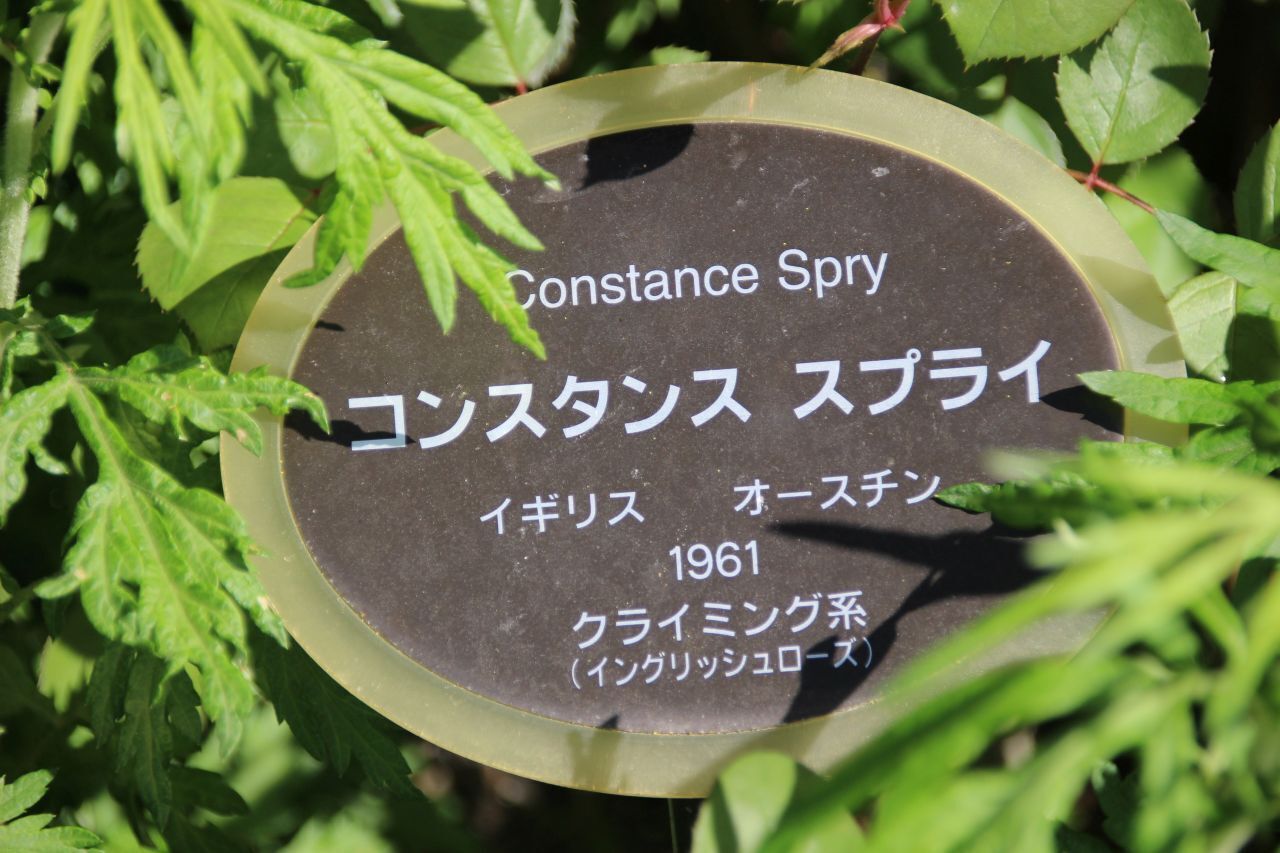 Constance Spry
コンスタンス スプライ
イギリス オースチン
1961
クライミング系
(イングリッシュローズ)